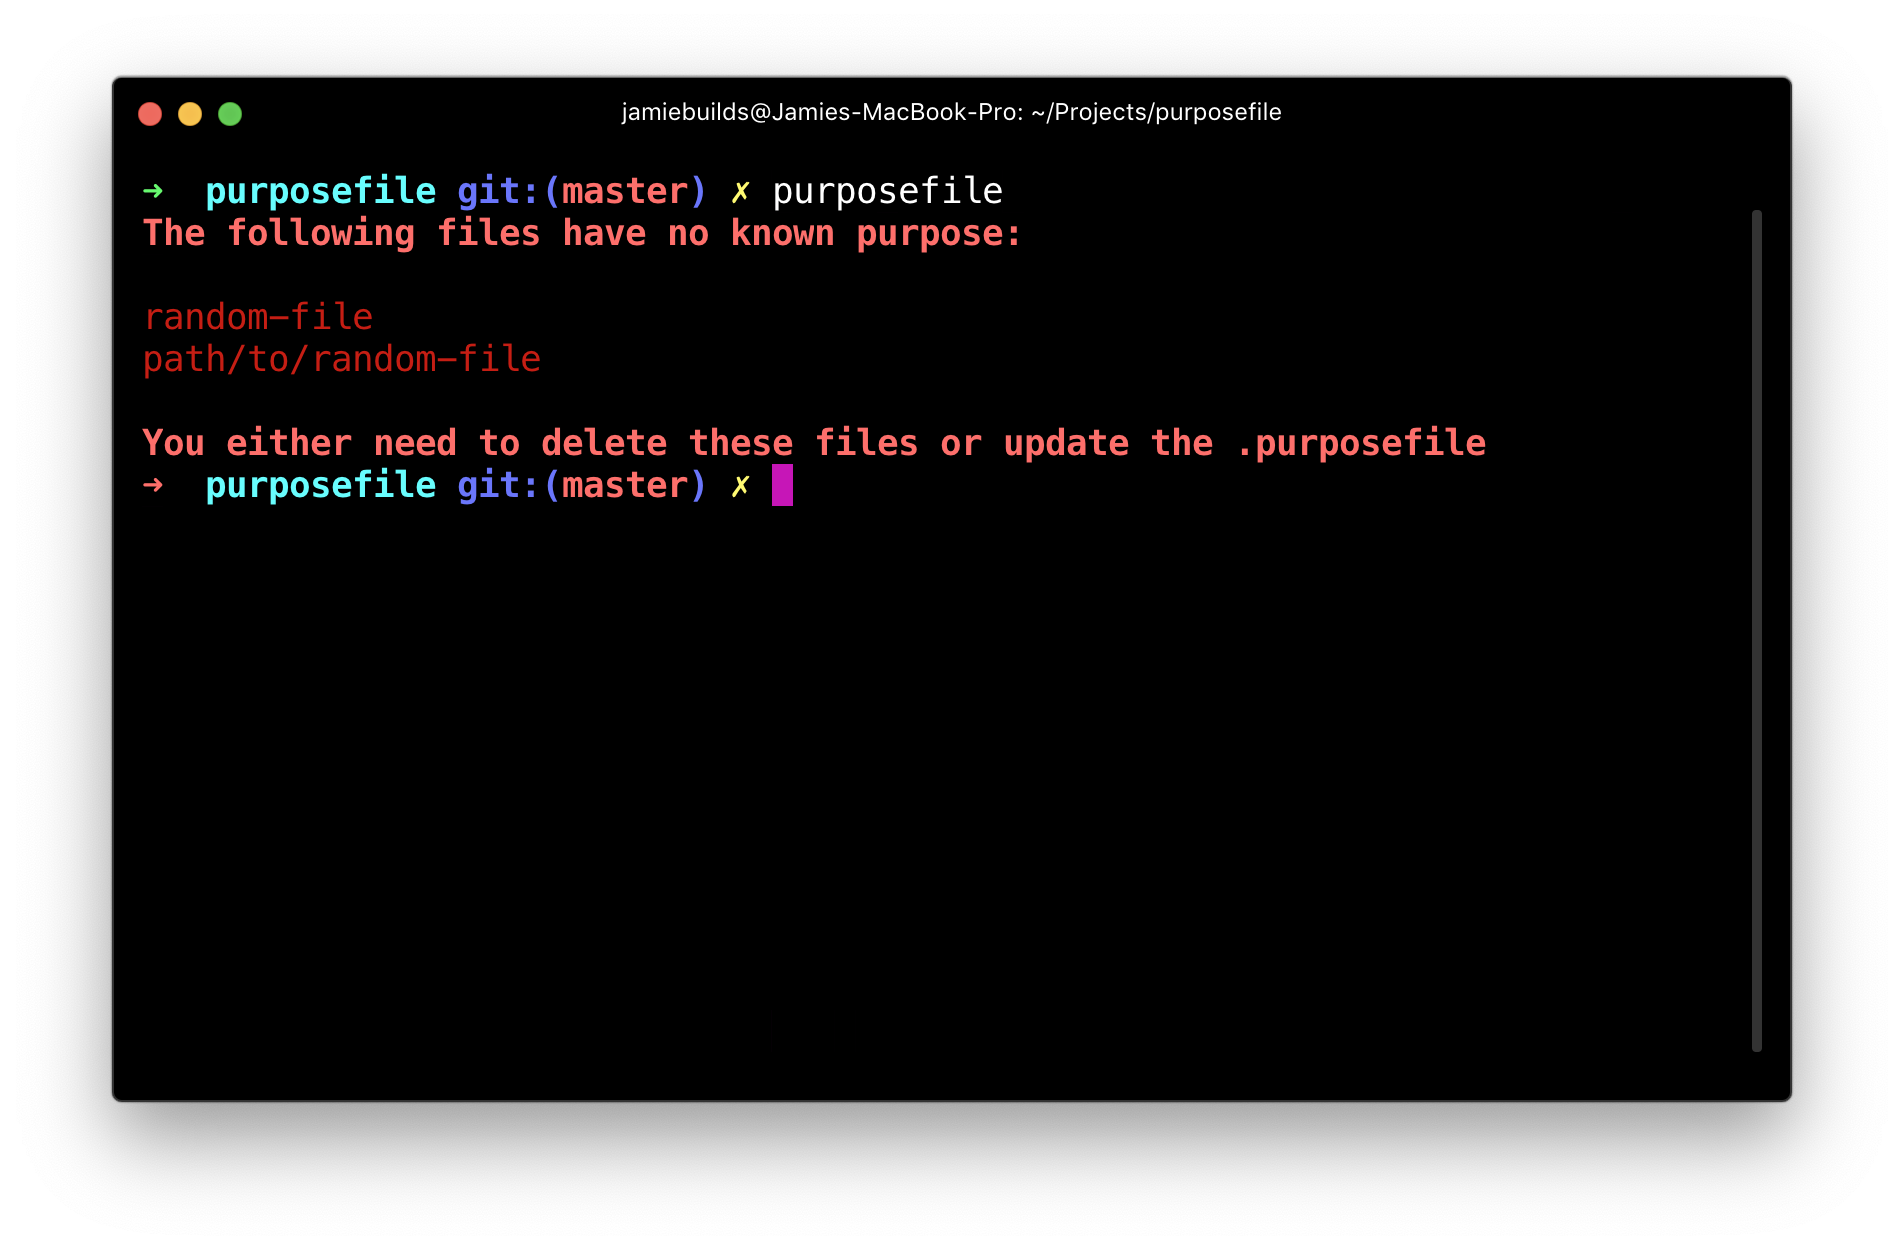 jamiebuilds@Jamies-MacBook-Pro: ~/Projects/purposefile
➜  purposefile git:(master) ✗ purposefile
The following files have no known purpose:
random-file
path/to/random-file
You either need to delete these files or update the .purposefile
➜  purposefile git:(master) ✗